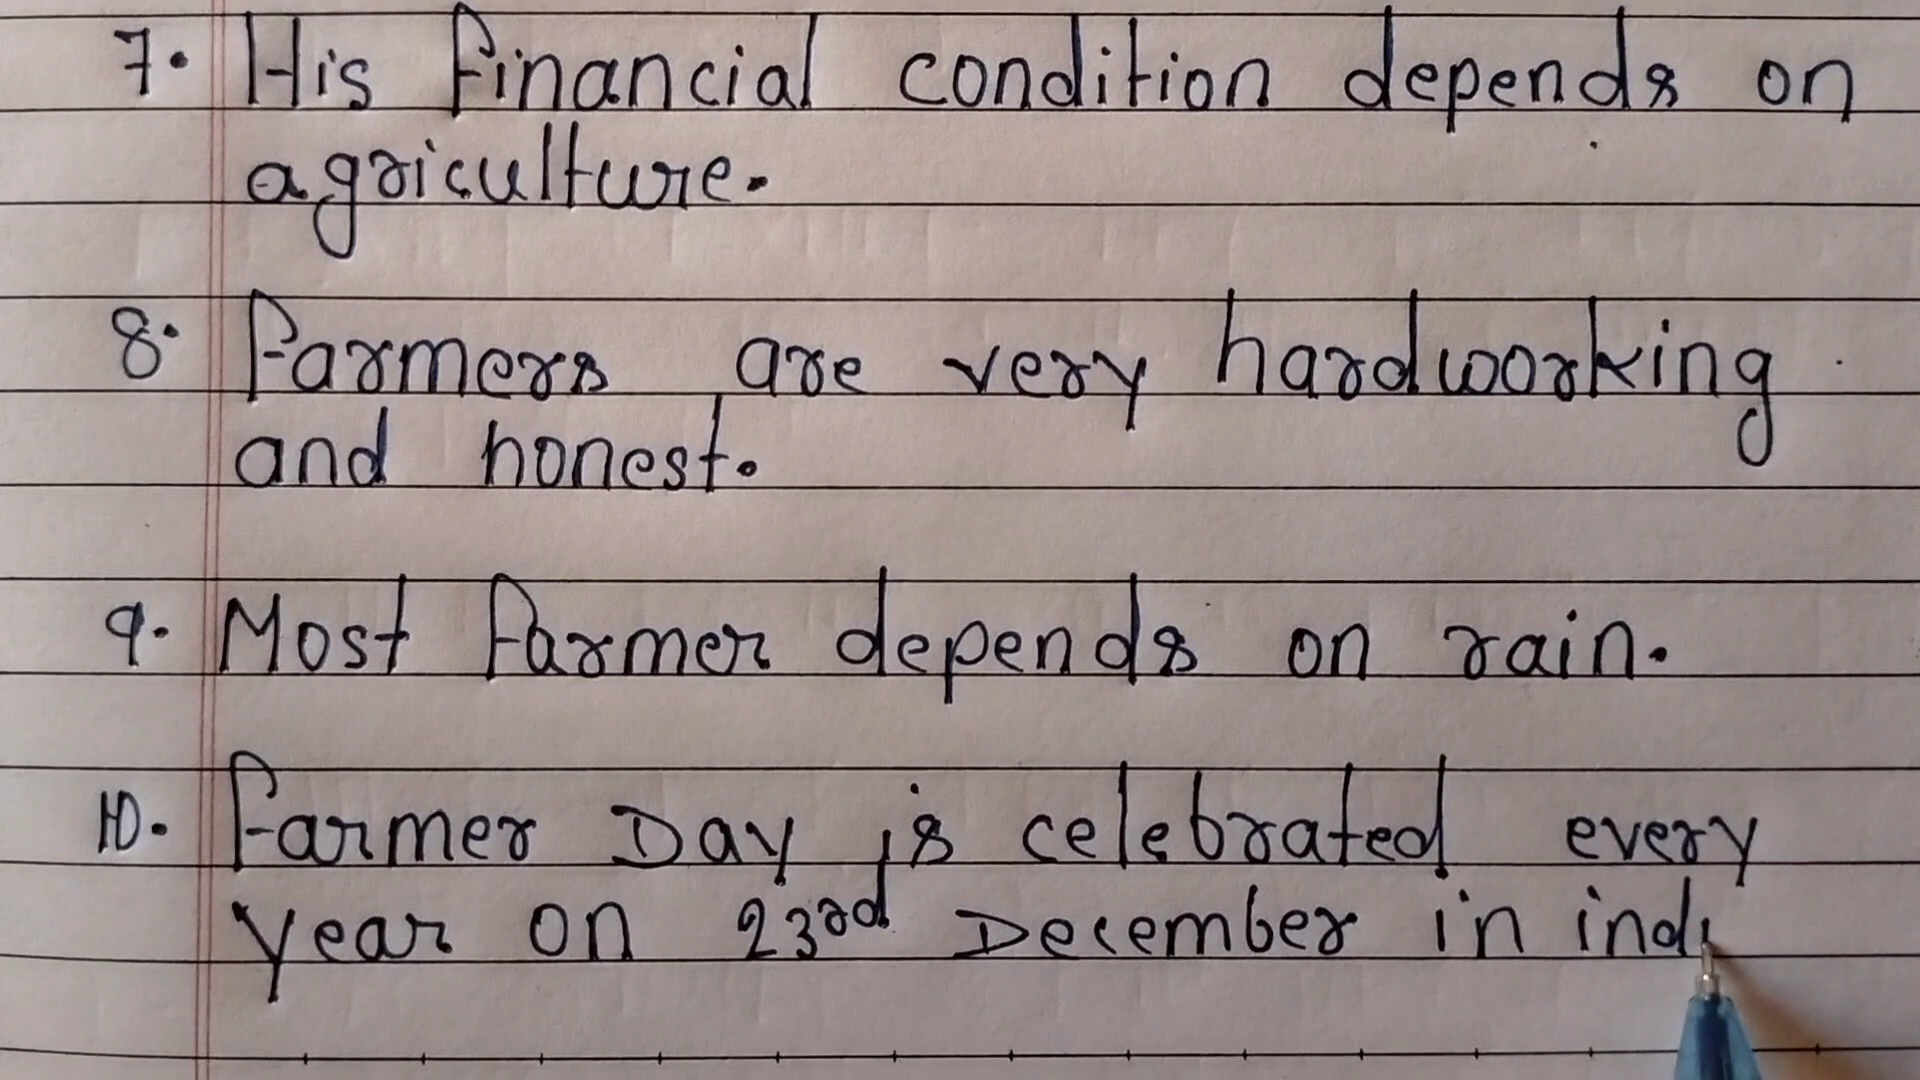 7. His financial condition depends on
agriculture.
8. Farmers are very hardworking
and honest.
9. Most Farmer depends on rain.
10. Farmer Day is celebrated every
year on 23rd December in indi